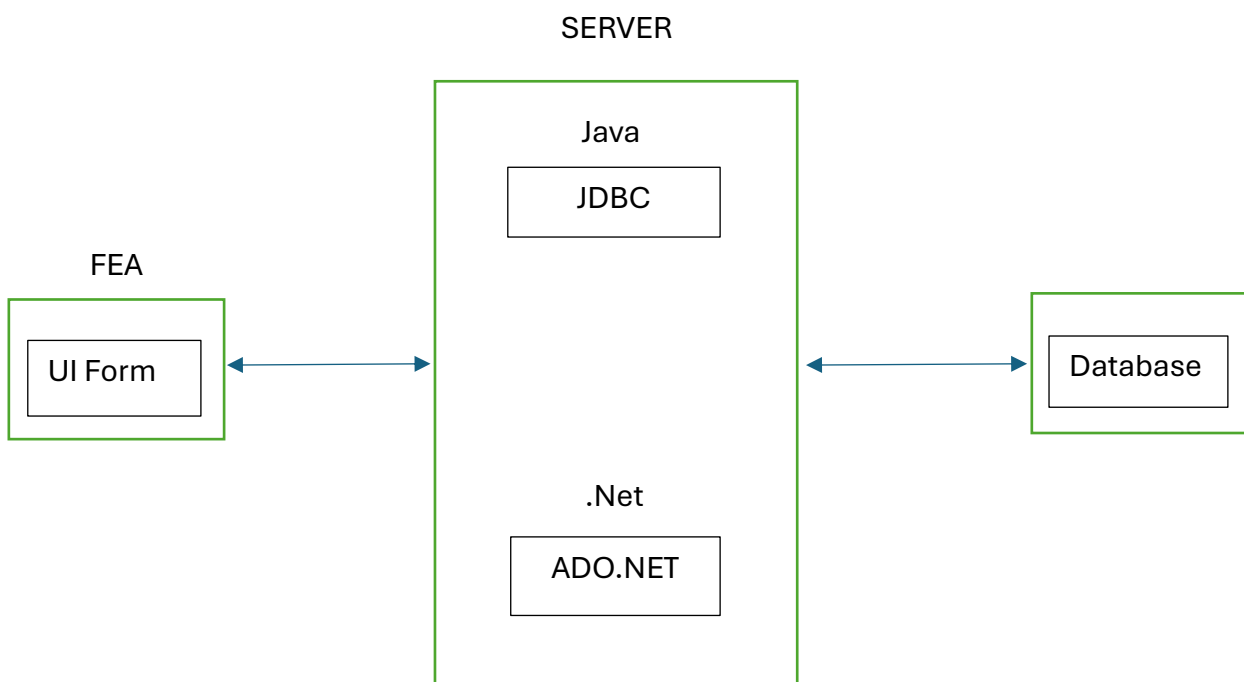 SERVER
Java
JDBC
FEA
UI Form
Database
.Net
ADO.NET